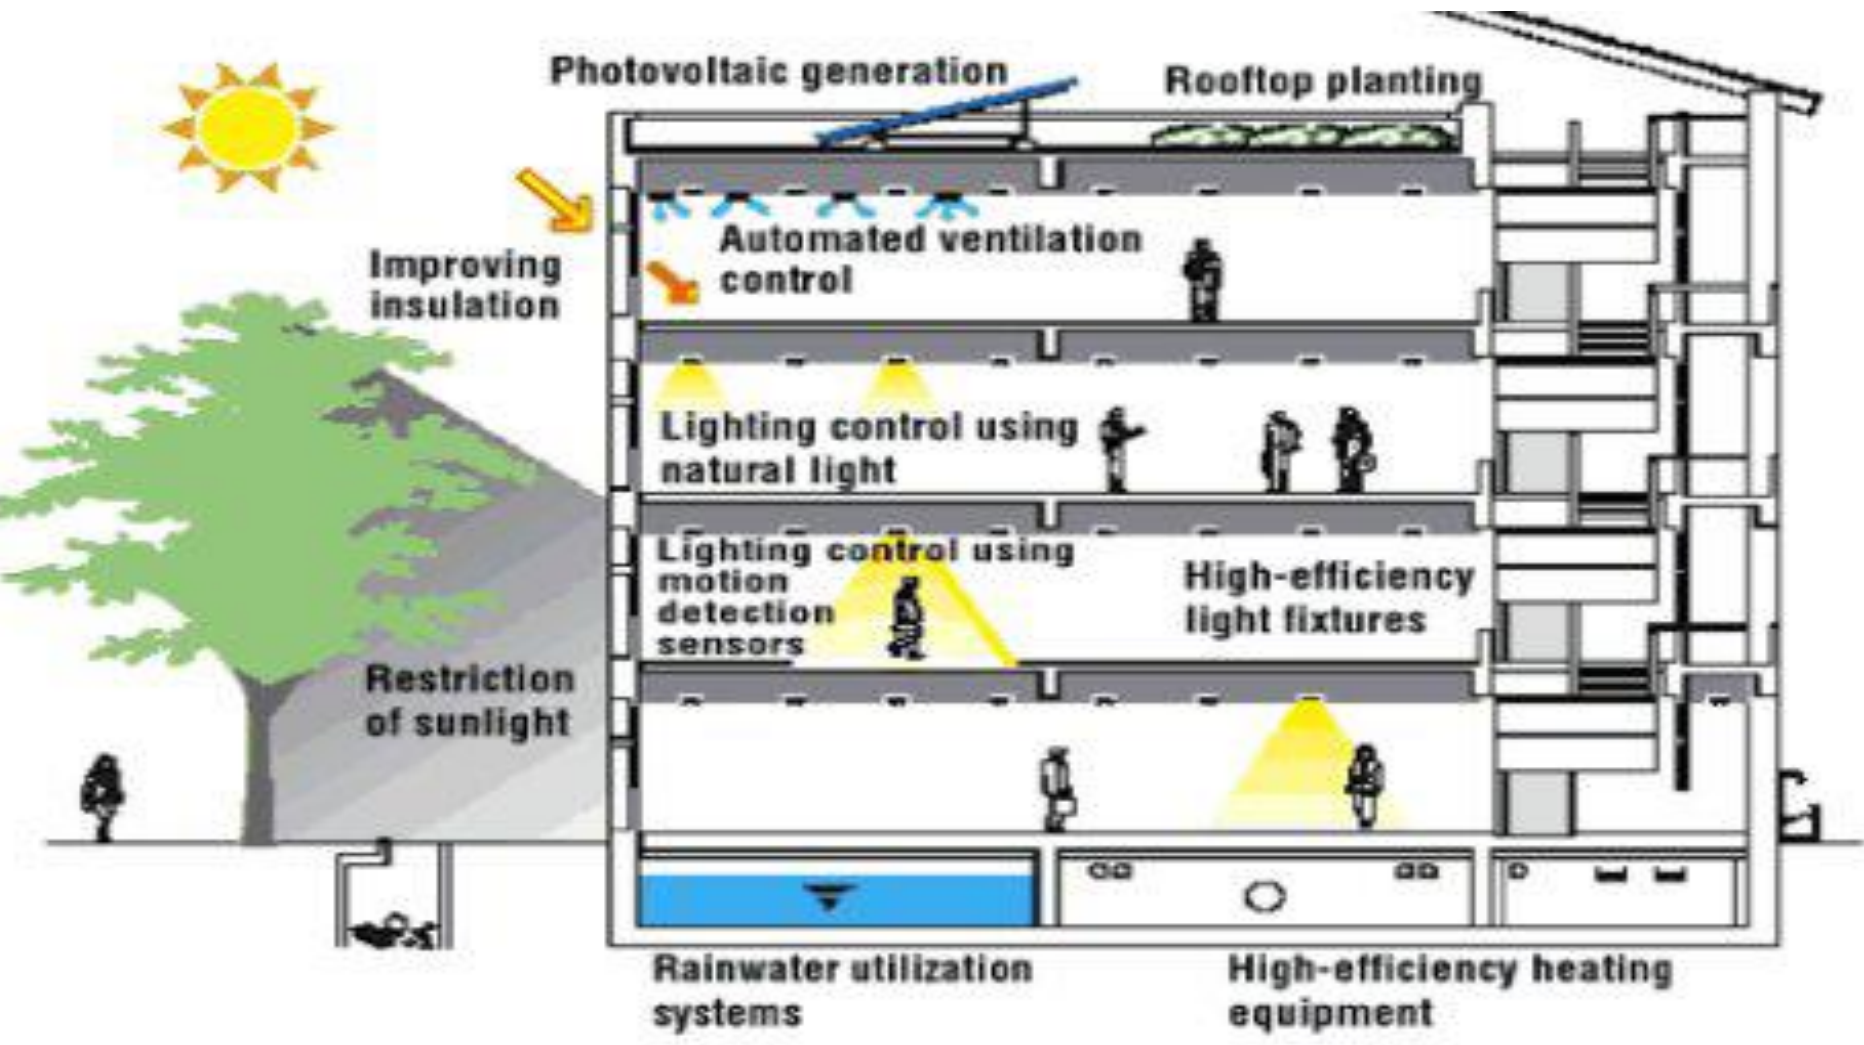 Photovoltaic generation
Rooftop planting
Improving
insulation
Automated ventilation
control
Lighting control using
natural light
Lighting control using
motion
detection
sensors
High-efficiency
light fixtures
Restriction
of sunlight
Rainwater utilization
systems
High-efficiency heating
equipment